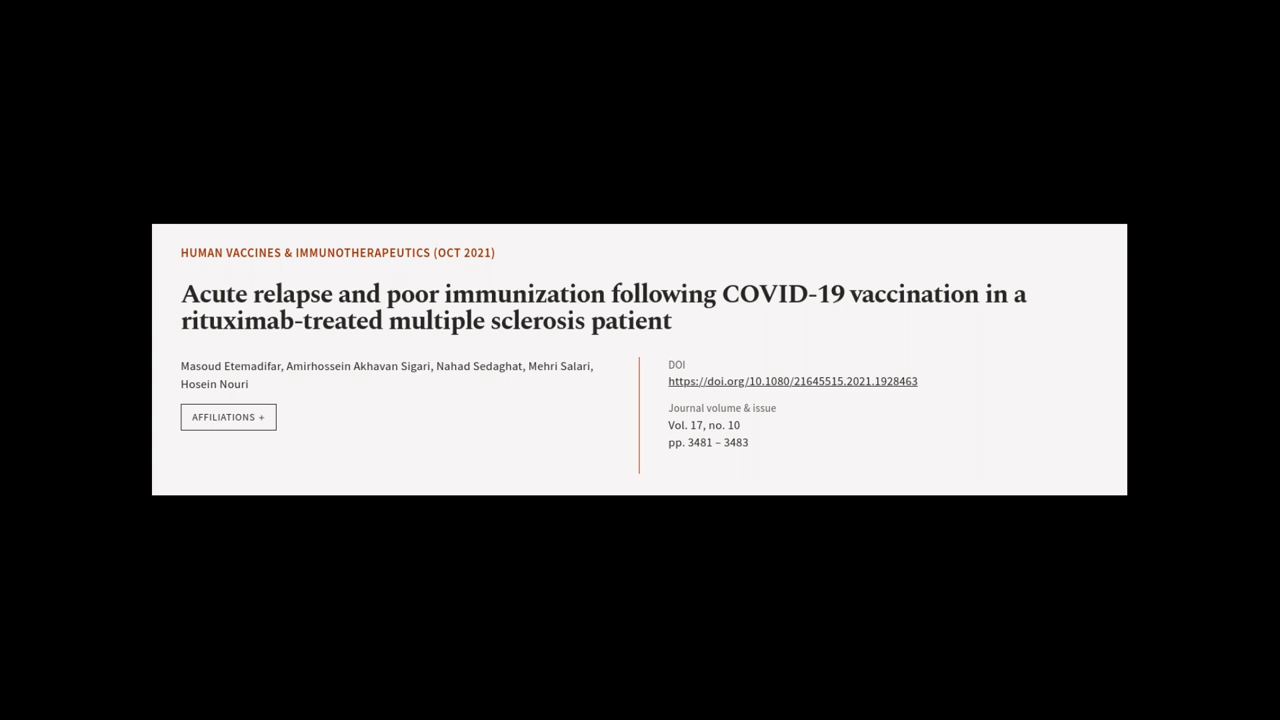 HUMAN VACCINES & IMMUNOTHERAPEUTICS (OCT 2021)
Acute relapse and poor immunization following COVID-19 vaccination in a
rituximab-treated multiple sclerosis patient
Masoud Etemadifar, Amirhossein Akhavan Sigari, Nahad Sedaghat, Mehri Salari,
Hosein Nouri
AFFILIATIONS +
DOI
https://doi.org/10.1080/21645515.2021.1928463
Journal volume & issue
Vol. 17, no. 10
pp. 3481 – 3483